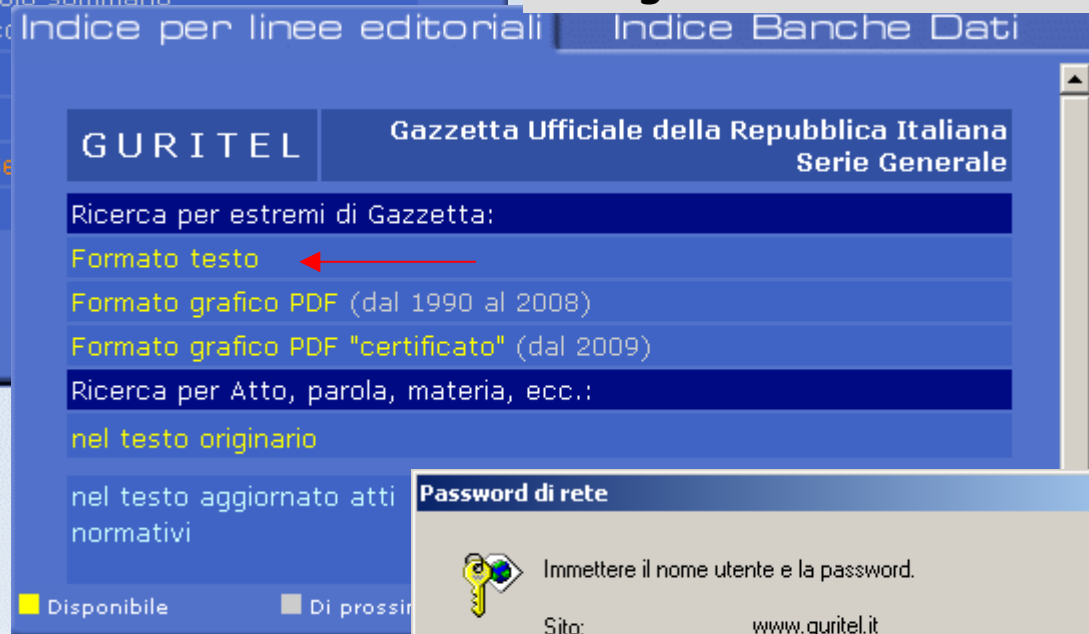 Indice per linee editoriali
Indice Banche Dati
GURITEL
Gazzetta Ufficiale della Repubblica Italiana
Serie Generale
Ricerca per estremi di Gazzetta:
Formato testo
Formato grafico PDF (dal 1990 al 2008)
Formato grafico PDF "certificato" (dal 2009)
Ricerca per Atto, parola, materia, ecc.:
nel testo originario
nel testo aggiornato atti
normativi
Disponibile
Di
Password di rete
Immettere il nome utente e la password.
Sito: www.guritel.it